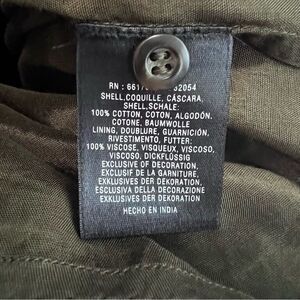 RN : 661
2054
SHELL,COQUILLE, CÁSCARA,
SHELL,SCHALE:
100% COTTON, COTON, ALGODÓN,
COTONE, BAUMWOLLE
LINING, DOUBLURE, GUARNICIÓN,
RIVESTIMENTO, FUTTER:
100% VISCOSE, VISQUEUX, VISCOSO,
VISCOSO, DICKFLÜSSIG
EXCLUSIVE OF DECORATION.
EXCLUSIF DE LA GARNITURE,
EXKLUSIVES DER DEKORATION,
ESCLUSIVA DELLA DECORAZIONE
EXKLUSIVES DER DEKORATION
HECHO EN INDIA